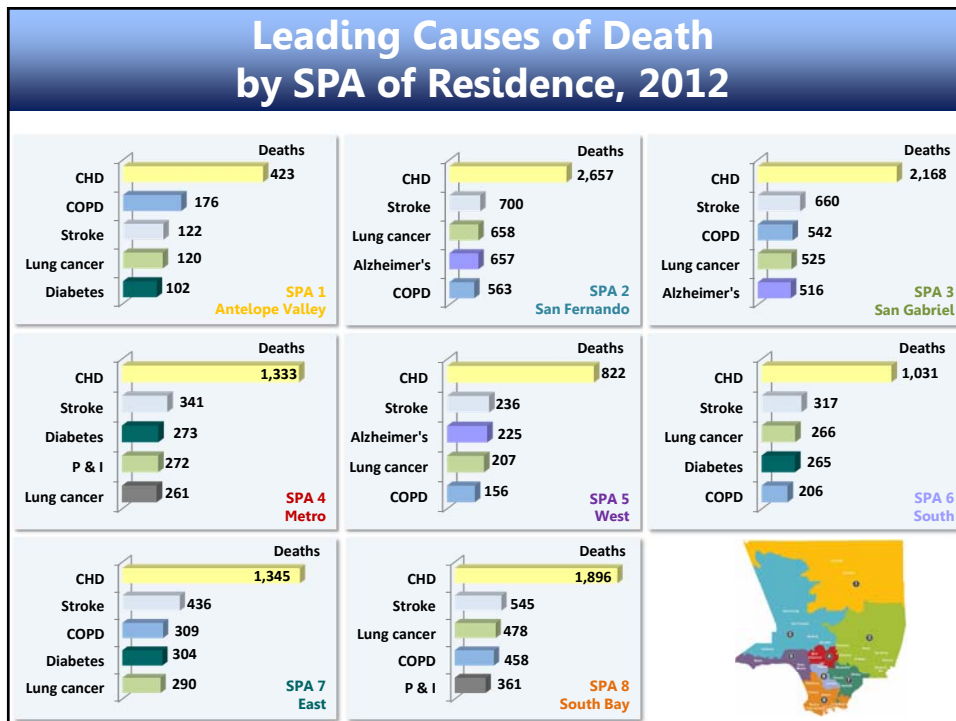 Leading Causes of Death
by SPA of Residence, 2012
Deaths
CHD 423
COPD 176
Stroke 122
Lung cancer 120
Diabetes 102
SPA 1
Antelope Valley
Deaths
CHD 2,657
Stroke 700
Lung cancer 658
Alzheimer's 657
COPD 563
SPA 2
San Fernando
Deaths
CHD 2,168
Stroke 660
COPD 542
Lung cancer 525
Alzheimer's 516
SPA 3
San Gabriel
Deaths
CHD 1,333
Stroke 341
Diabetes 273
P & I 272
Lung cancer 261
SPA 4
Metro
Deaths
CHD 822
Stroke 236
Alzheimer's 225
Lung cancer 207
COPD 156
SPA 5
West
Deaths
CHD 1,031
Stroke 317
Lung cancer 266
Diabetes 265
COPD 206
SPA 6
South
Deaths
CHD 1,345
Stroke 436
COPD 309
Diabetes 304
Lung cancer 290
SPA 7
East
Deaths
CHD 1,896
Stroke 545
Lung cancer 478
COPD 458
P & I 361
SPA 8
South Bay